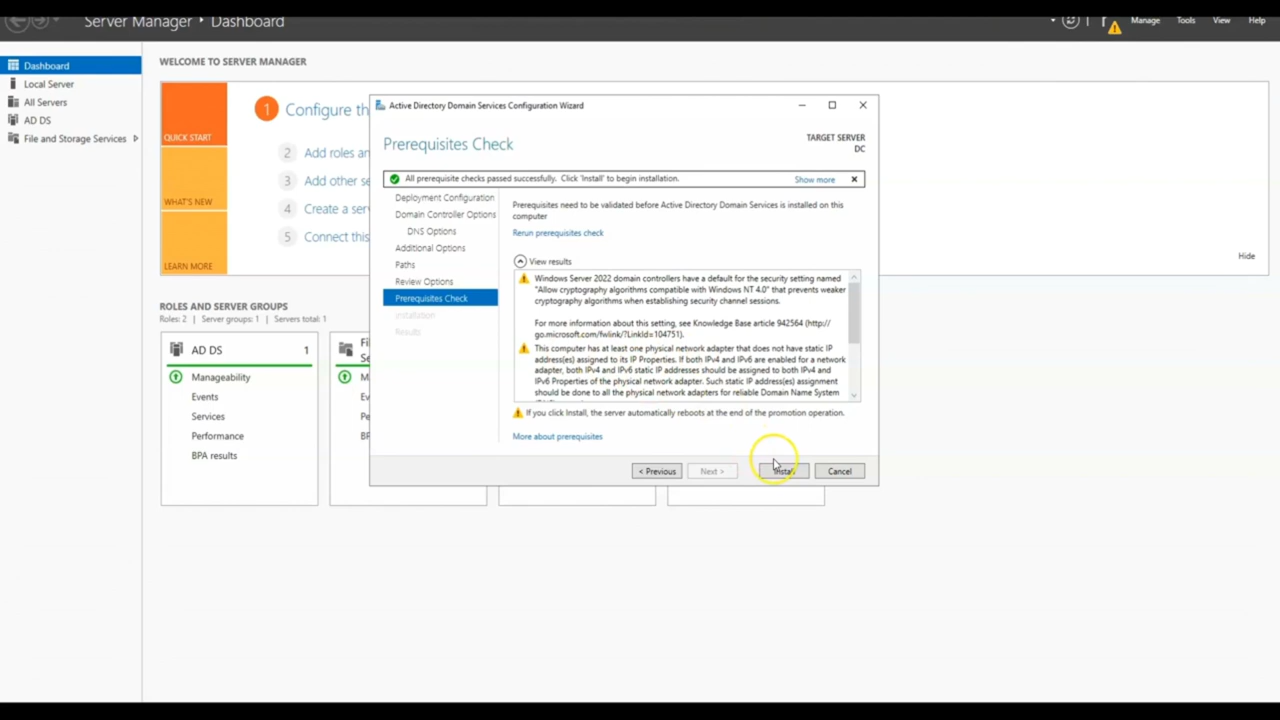 Server Manager • Dashboard
Manage Tools View Help
Dashboard
Local Server
All Servers
AD DS
File and Storage Services
WELCOME TO SERVER MANAGER
QUICK START
WHAT'S NEW
LEARN MORE
1 Configure th
2 Add roles an
3 Add other se
4 Create a serv
5 Connect this
Hide
ROLES AND SERVER GROUPS
Roles: 2 | Server groups: 1 | Servers total: 1
AD DS 1
Manageability
Events
Services
Performance
BPA results
Fi
Se
M
Ev
Se
Pe
BP
Active Directory Domain Services Configuration Wizard
Prerequisites Check
TARGET SERVER
DC
All prerequisite checks passed successfully. Click 'Install' to begin installation.
Show more
Deployment Configuration
Domain Controller Options
DNS Options
Additional Options
Paths
Review Options
Prerequisites Check
Installation
Results
Prerequisites need to be validated before Active Directory Domain Services is installed on this
computer
Rerun prerequisites check
View results
Windows Server 2022 domain controllers have a default for the security setting named
"Allow cryptography algorithms compatible with Windows NT 4.0" that prevents weaker
cryptography algorithms when establishing security channel sessions.
For more information about this setting, see Knowledge Base article 942564 (http://
go.microsoft.com/fwlink/?LinkId=104751).
This computer has at least one physical network adapter that does not have static IP
address(es) assigned to its IP Properties. If both IPv4 and IPv6 are enabled for a network
adapter, both IPv4 and IPv6 static IP addresses should be assigned to both IPv4 and
IPv6 Properties of the physical network adapter. Such static IP address(es) assignment
should be done to all the physical network adapters for reliable Domain Name System
If you click Install, the server automatically reboots at the end of the promotion operation.
More about prerequisites
< Previous
Next >
Install
Cancel